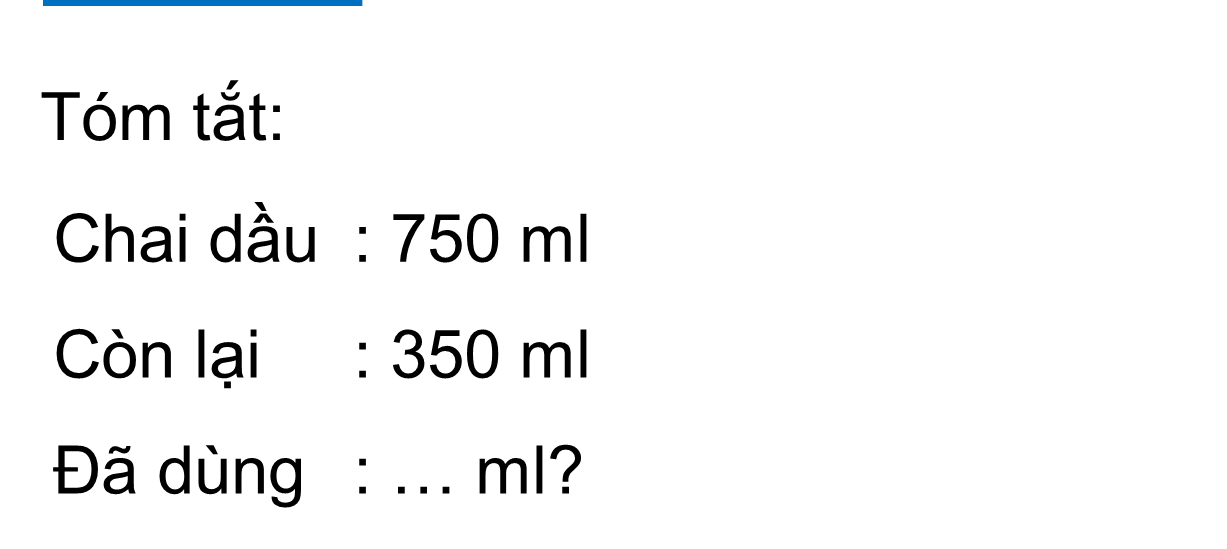 Tóm tắt:
Chai dầu : 750 ml
Còn lại : 350 ml
Đã dùng : … ml?